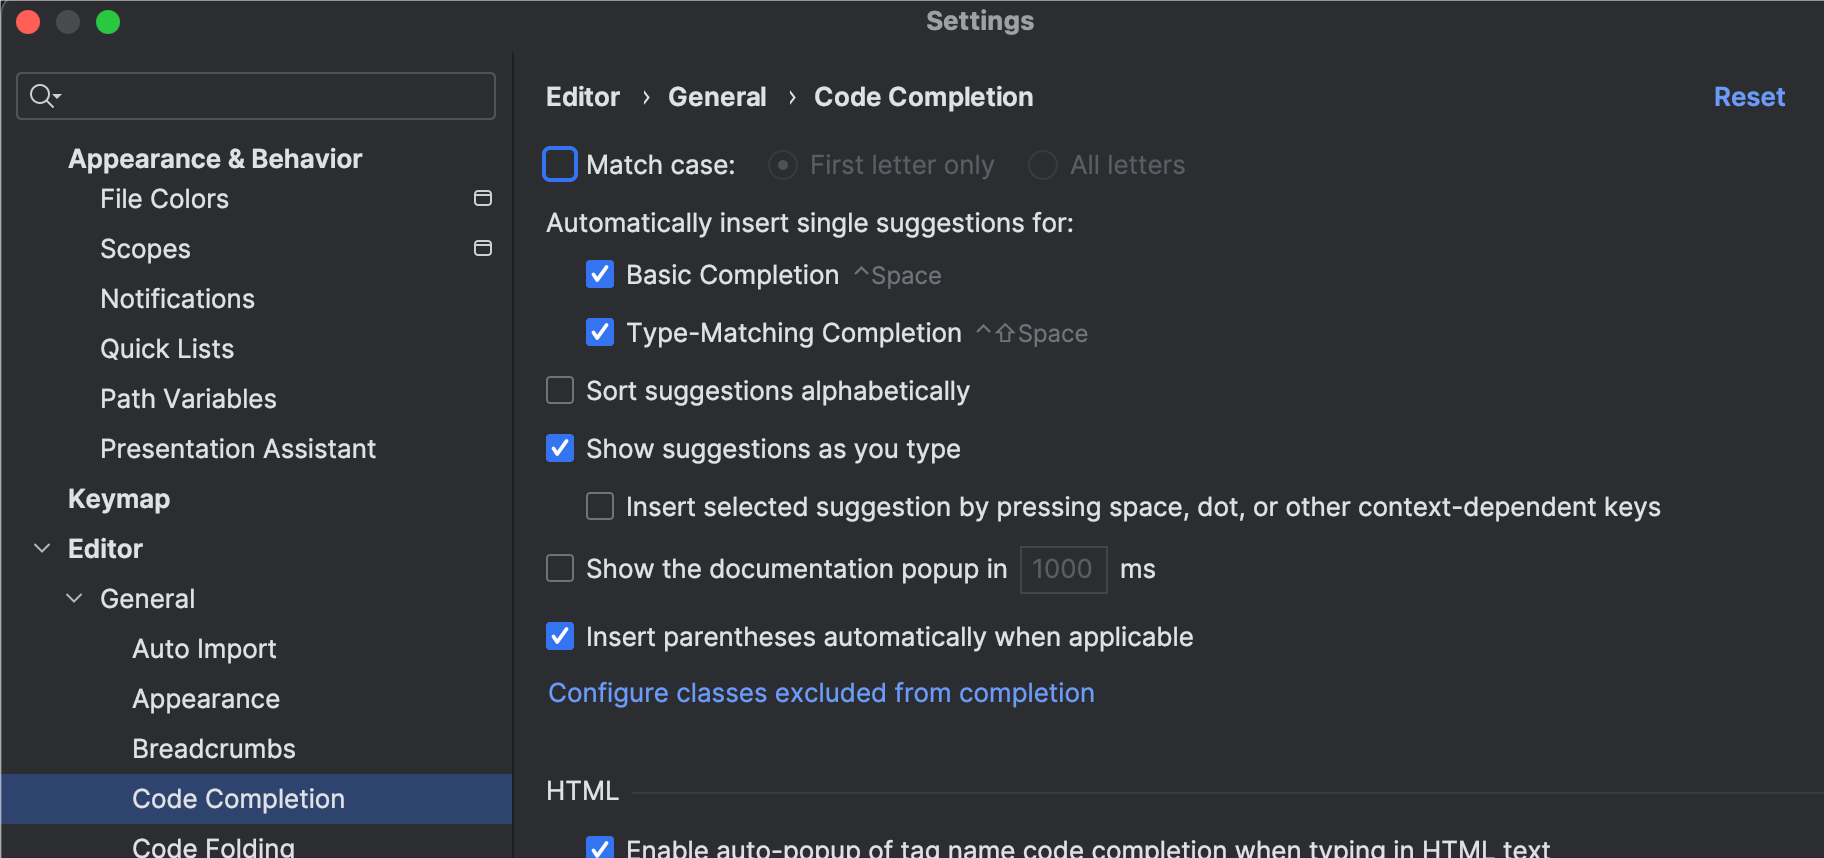 Settings
Editor › General › Code Completion
Reset
Appearance & Behavior
File Colors
Scopes
Notifications
Quick Lists
Path Variables
Presentation Assistant
Keymap
Editor
General
Auto Import
Appearance
Breadcrumbs
Code Completion
Code Folding
Match case: First letter only All letters
Automatically insert single suggestions for:
Basic Completion ^Space
Type-Matching Completion ^⇧Space
Sort suggestions alphabetically
Show suggestions as you type
Insert selected suggestion by pressing space, dot, or other context-dependent keys
Show the documentation popup in 1000 ms
Insert parentheses automatically when applicable
Configure classes excluded from completion
HTML
Enable auto-popup of tag name code completion when typing in HTML text